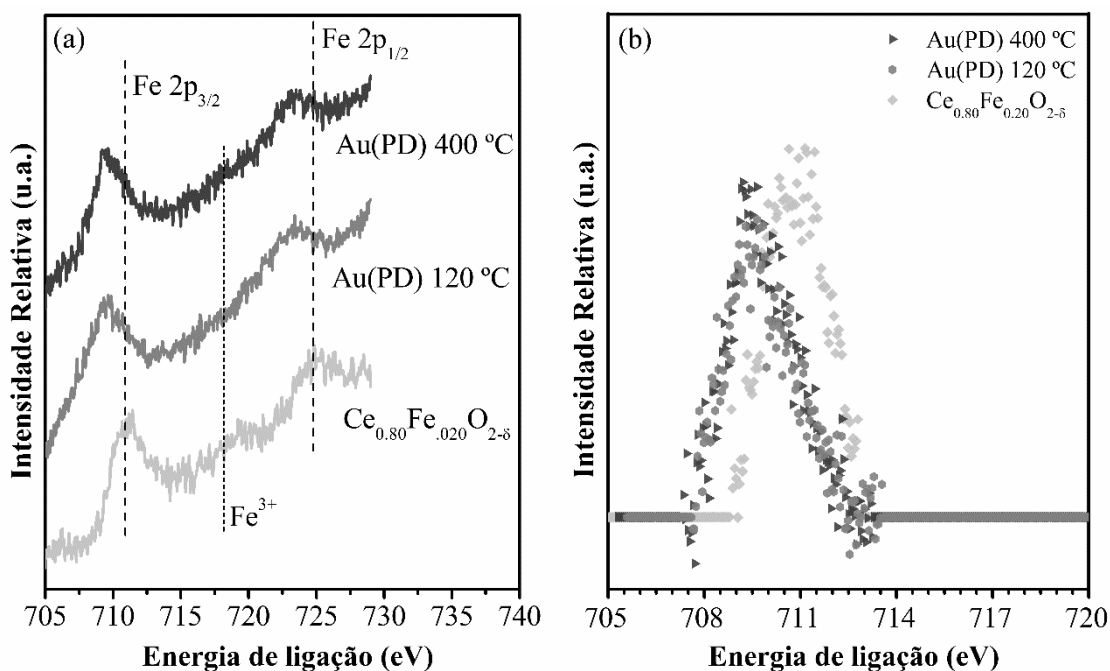 (a)
Fe 2p1/2
Fe 2p3/2
Au(PD) 400 ºC
Au(PD) 120 ºC
Ce0.80Fe.020O2-δ
Fe3+
Intensidade Relativa (u.a.)
705 710 715 720 725 730 735 740
Energia de ligação (eV)
(b)
Au(PD) 400 ºC
Au(PD) 120 ºC
Ce0.80Fe0.20O2-δ
Intensidade Relativa (u.a.)
705 708 711 714 717 720
Energia de ligação (eV)